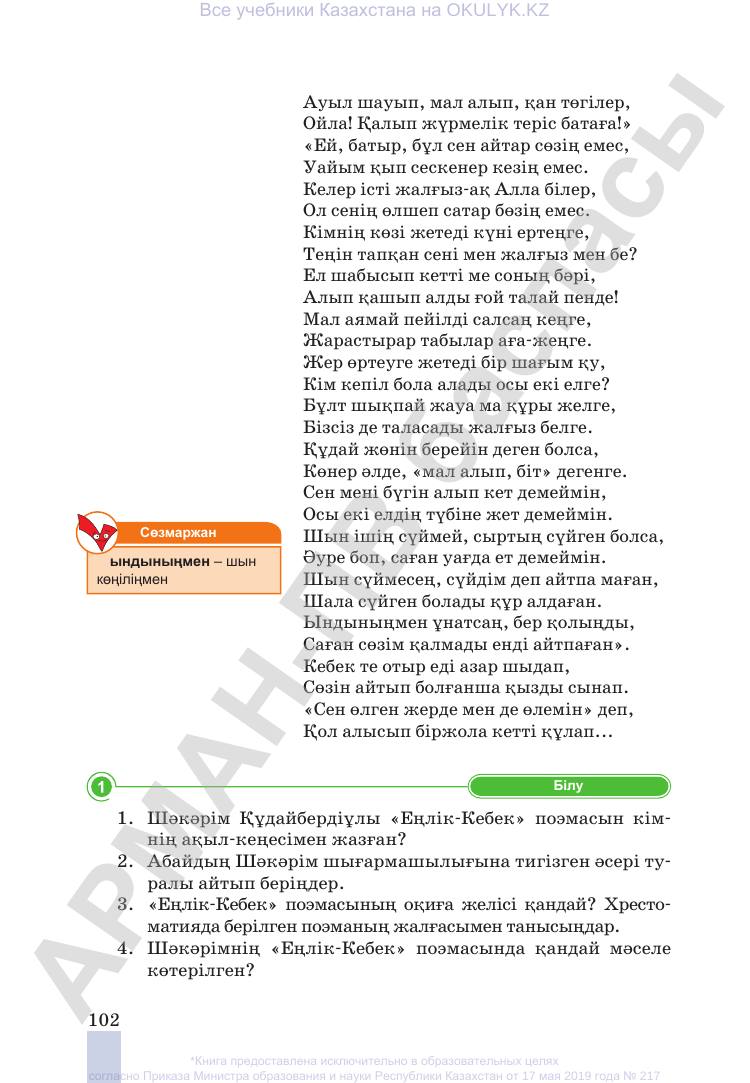 Все учебники Казахстана на OKULYK.KZ
Ауыл шауып, мал алып, қан төгілер,
Ойла! Қалып жүрмелік теріс батаға!»
«Ей, батыр, бұл сен айтар сөзің емес,
Уайым қып сескенер кезің емес.
Келер істі жалғыз-ақ Алла білер,
Ол сенің өлшеп сатар бөзің емес.
Кімнің көзі жетеді күні ертеңге,
Теңін тапқан сені мен жалғыз мен бе?
Ел шабысып кетті ме соның бәрі,
Алып қашып алды ғой талай пенде!
Мал аямай пейілді салсаң кеңге,
Жарастырар табылар аға-жеңге.
Жер өртеуге жетеді бір шағым қу,
Кім кепіл бола алады осы екі елге?
Бұлт шықпай жауа ма құры желге,
Бізсіз де таласады жалғыз белге.
Құдай жөнін берейін деген болса,
Көнер әлде, «мал алып, біт» дегенге.
Сен мені бүгін алып кет демеймін,
Осы екі елдің түбіне жет демеймін.
Шын ішің сүймей, сыртың сүйген болса,
Әуре боп, саған уағда ет демеймін.
Шын сүймесең, сүйдім деп айтпа маған,
Шала сүйген болады құр алдаған.
Ындыныңмен ұнатсаң, бер қолыңды,
Саған сөзім қалмады енді айтпаған».
Кебек те отыр еді азар шыдап,
Сөзін айтып болғанша қызды сынап.
«Сен өлген жерде мен де өлемін» деп,
Қол алысып біржола кетті құлап...
Сөзмаржан
ындыныңмен – шын
көңіліңмен
1
Білу
1. Шәкәрім Құдайбердіұлы «Еңлік-Кебек» поэмасын кім-
нің ақыл-кеңесімен жазған?
2. Абайдың Шәкәрім шығармашылығына тигізген әсері ту-
ралы айтып беріңдер.
3. «Еңлік-Кебек» поэмасының оқиға желісі қандай? Хресто-
матияда берілген поэманың жалғасымен танысыңдар.
4. Шәкәрімнің «Еңлік-Кебек» поэмасында қандай мәселе
көтерілген?
102
АРМАН-ПВ баспасы
*Книга предоставлена исключительно в образовательных целях
согласно Приказа Министра образования и науки Республики Казахстан от 17 мая 2019 года № 217